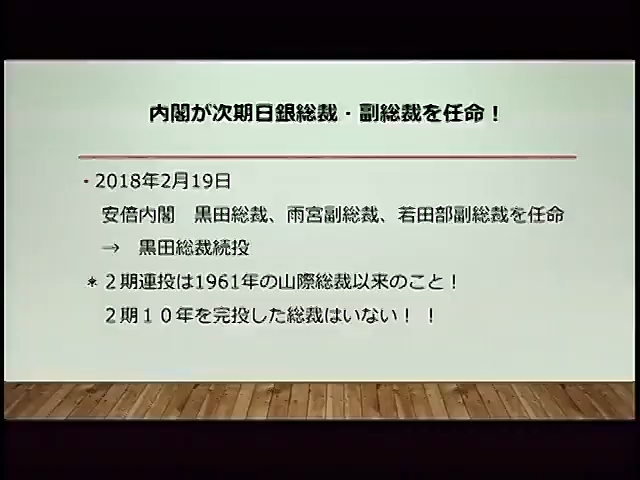 内閣が次期日銀総裁・副総裁を任命！
・2018年2月19日
安倍内閣　黒田総裁、雨宮副総裁、若田部副総裁を任命
→　黒田総裁続投
＊２期連投は1961年の山際総裁以来のこと！
２期１０年を完投した総裁はいない！！